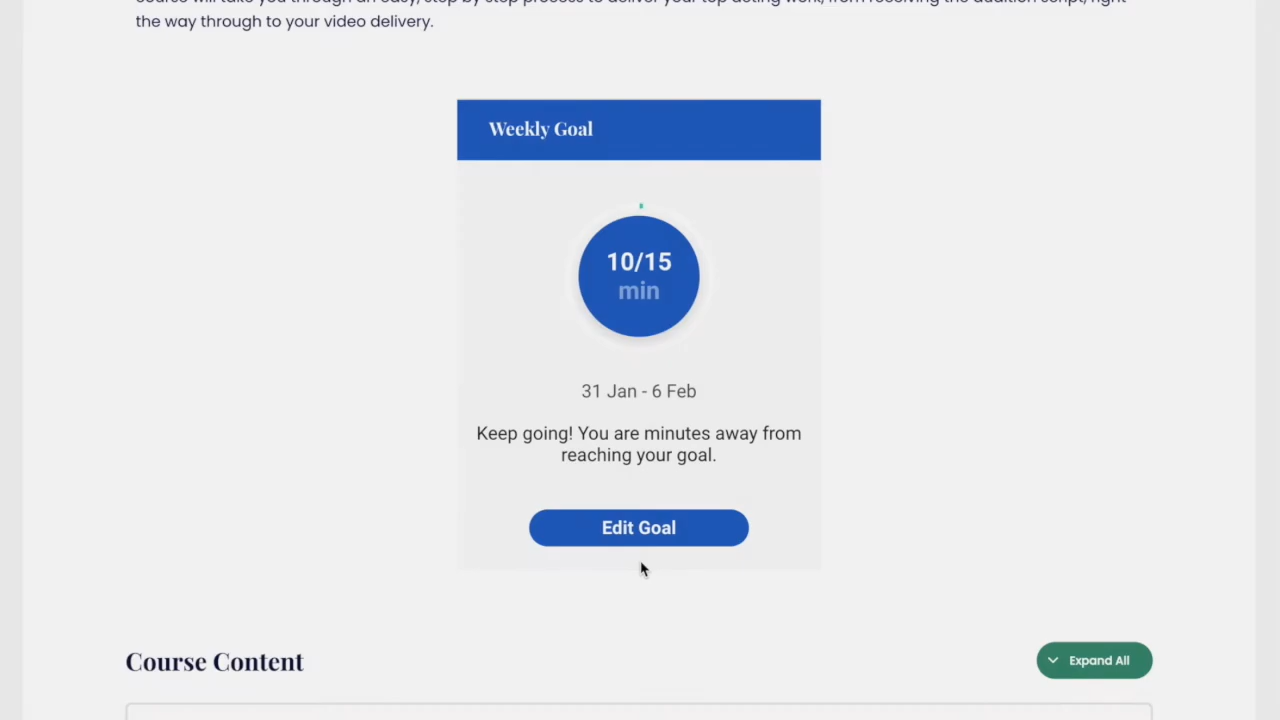 the way through to your video delivery.
Weekly Goal
10/15
min
31 Jan - 6 Feb
Keep going! You are minutes away from
reaching your goal.
Edit Goal
Course Content
Expand All